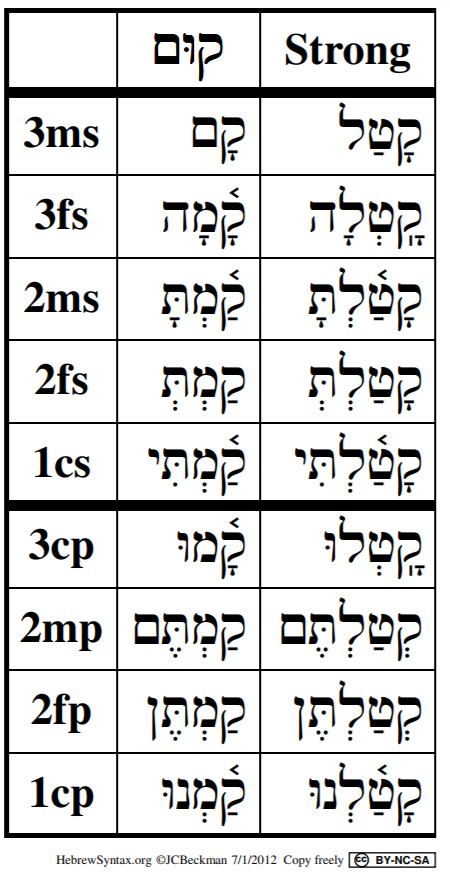 קוּם Strong
3ms קָם קָטַל
3fs קָ֫מָה קָֽטְלָה
2ms קַ֫מְתָּ קָטַ֫לְתָּ
2fs קַמְתְּ קָטַלְתְּ
1cs קַ֫מְתִּי קָטַ֫לְתִּי
3cp קָ֫מוּ קָֽטְלוּ
2mp קַמְתֶּם קְטַלְתֶּם
2fp קַמְתֶּן קְטַלְתֶּן
1cp קַ֫מְנוּ קָטַ֫לְנוּ
HebrewSyntax.org ©JCBeckman 7/1/2012 Copy freely cc BY-NC-SA